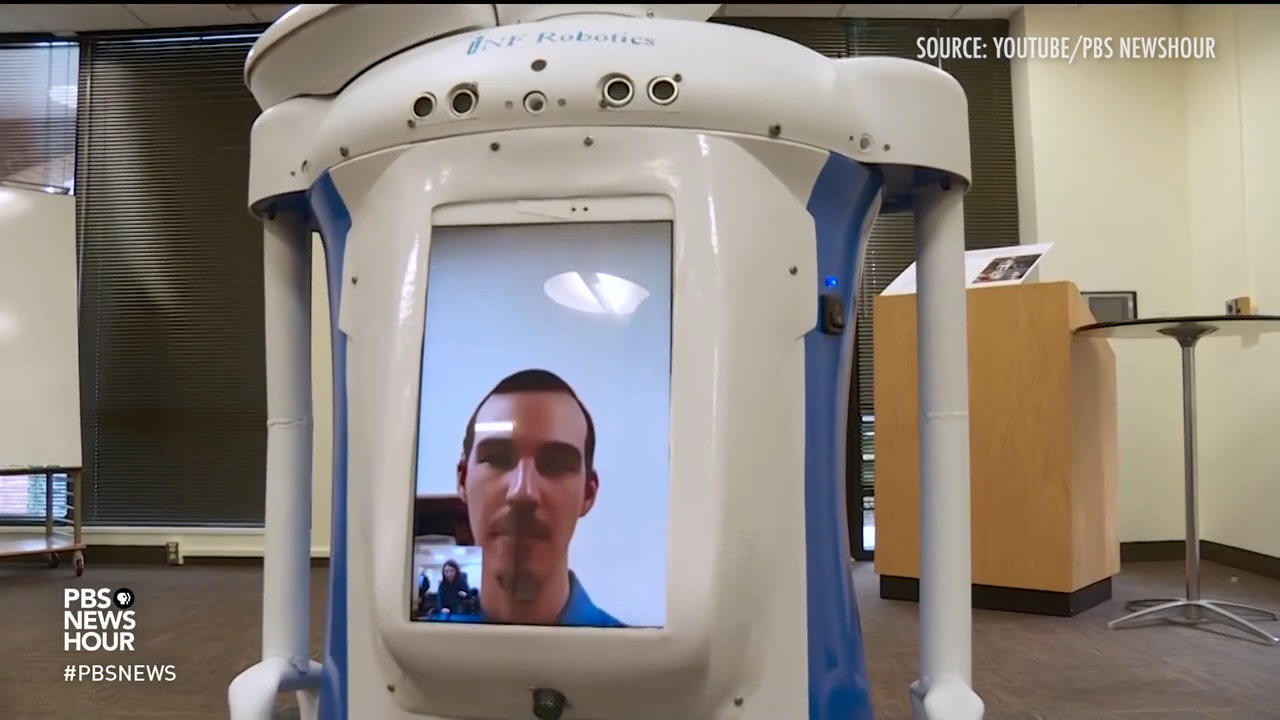 iNF Robotics
SOURCE: YOUTUBE/PBS NEWSHOUR
PBS
NEWS
HOUR
#PBSNEWS